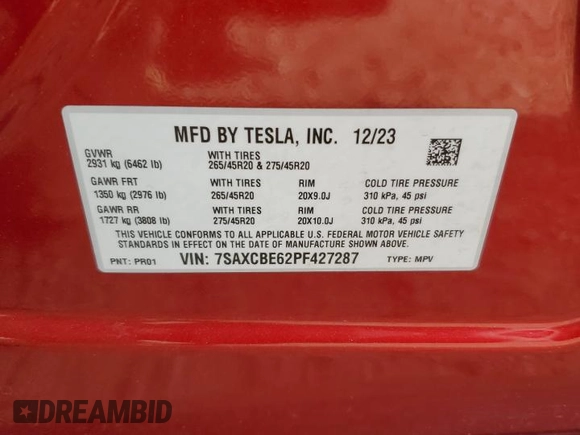 MFD BY TESLA, INC. 12/23
GVWR WITH TIRES
2931 kg (6462 lb) 265/45R20 & 275/45R20
GAWR FRT WITH TIRES RIM COLD TIRE PRESSURE
1350 kg (2976 lb) 265/45R20 20X9.0J 310 kPa, 45 psi
GAWR RR WITH TIRES RIM COLD TIRE PRESSURE
1727 kg (3808 lb) 275/45R20 20X10.0J 310 kPa, 45 psi
THIS VEHICLE CONFORMS TO ALL APPLICABLE U.S. FEDERAL MOTOR VEHICLE SAFETY
STANDARDS IN EFFECT ON THE DATE OF MANUFACTURE SHOWN ABOVE.
PNT: PR01 VIN: 7SAXCBE62PF427287 TYPE: MPV
DREAMBID